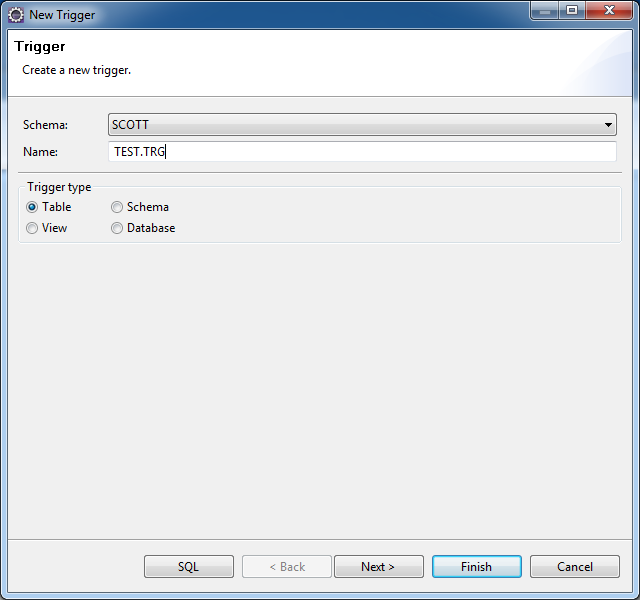 New Trigger
Trigger
Create a new trigger.
Schema: SCOTT
Name: TEST.TRG
Trigger type
Table Schema
View Database
SQL < Back Next > Finish Cancel